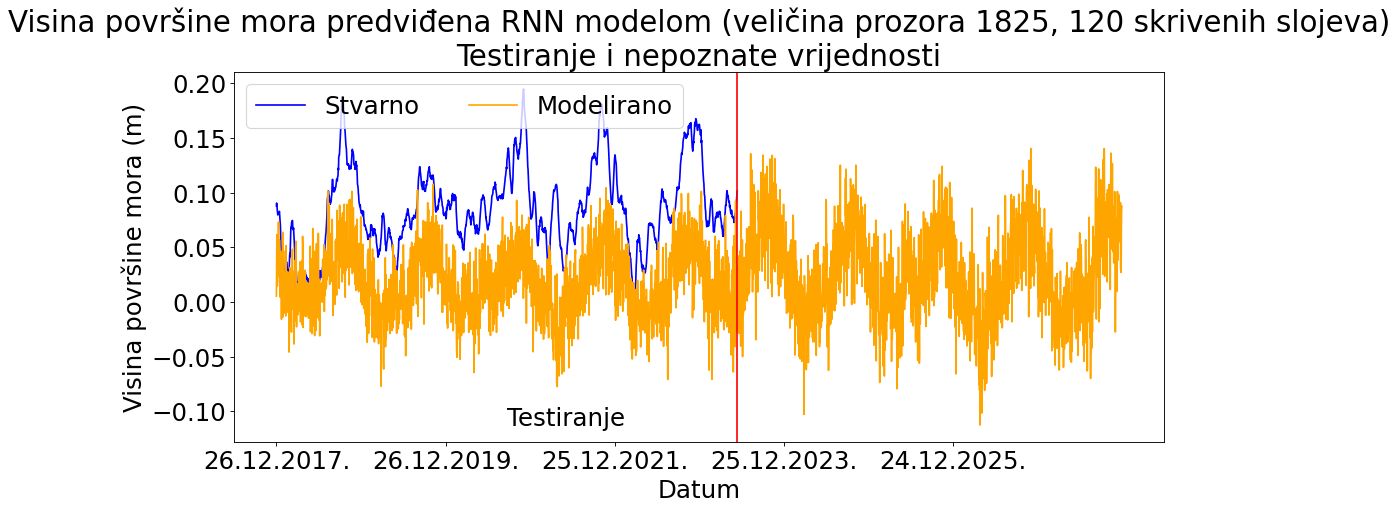 Visina površine mora predviđena RNN modelom (veličina prozora 1825, 120 skrivenih slojeva)
Testiranje i nepoznate vrijednosti
Stvarno Modelirano
Visina površine mora (m)
0.20
0.15
0.10
0.05
0.00
−0.05
−0.10
Testiranje
26.12.2017. 26.12.2019. 25.12.2021. 25.12.2023. 24.12.2025.
Datum